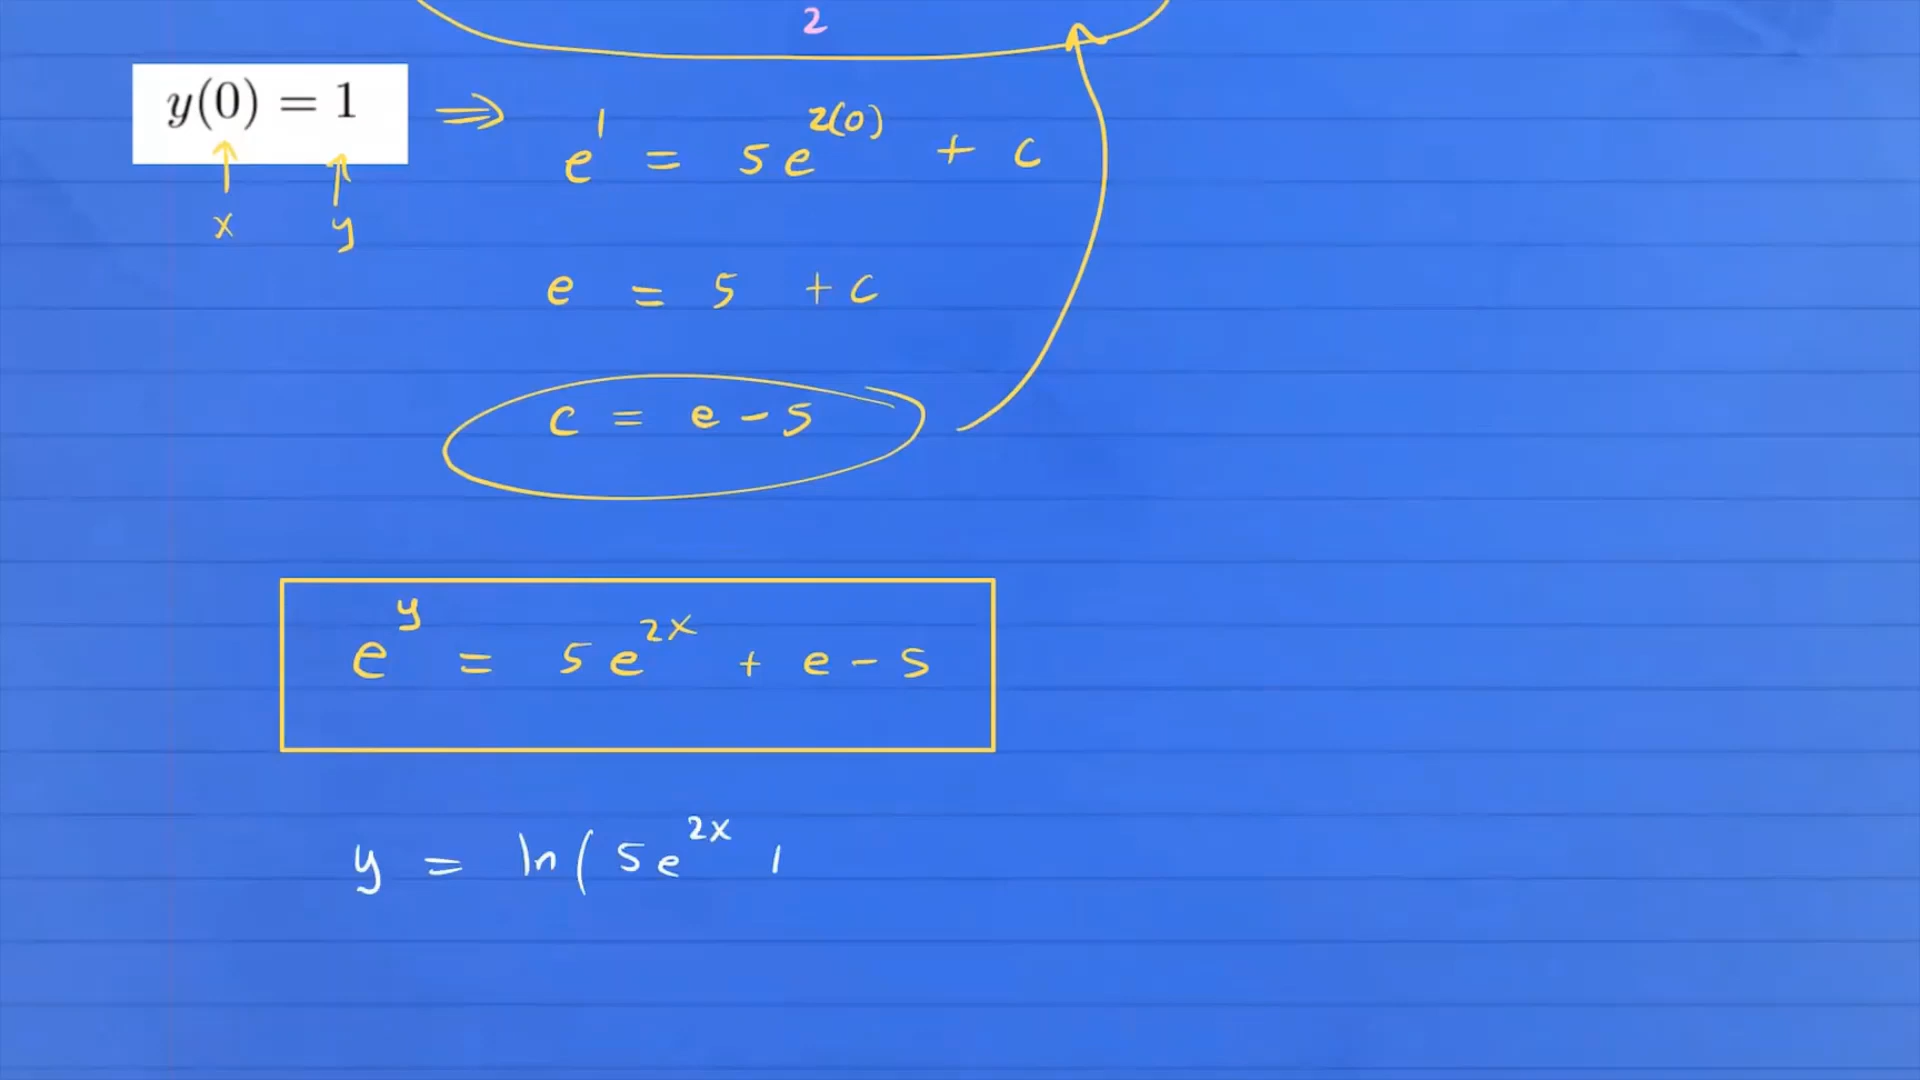 2
y(0) = 1 ⇒ e^1 = 5e^{2(0)} + c
x y
e = 5 + c
c = e - 5
e^y = 5e^{2x} + e - 5
y = ln( 5e^{2x} I